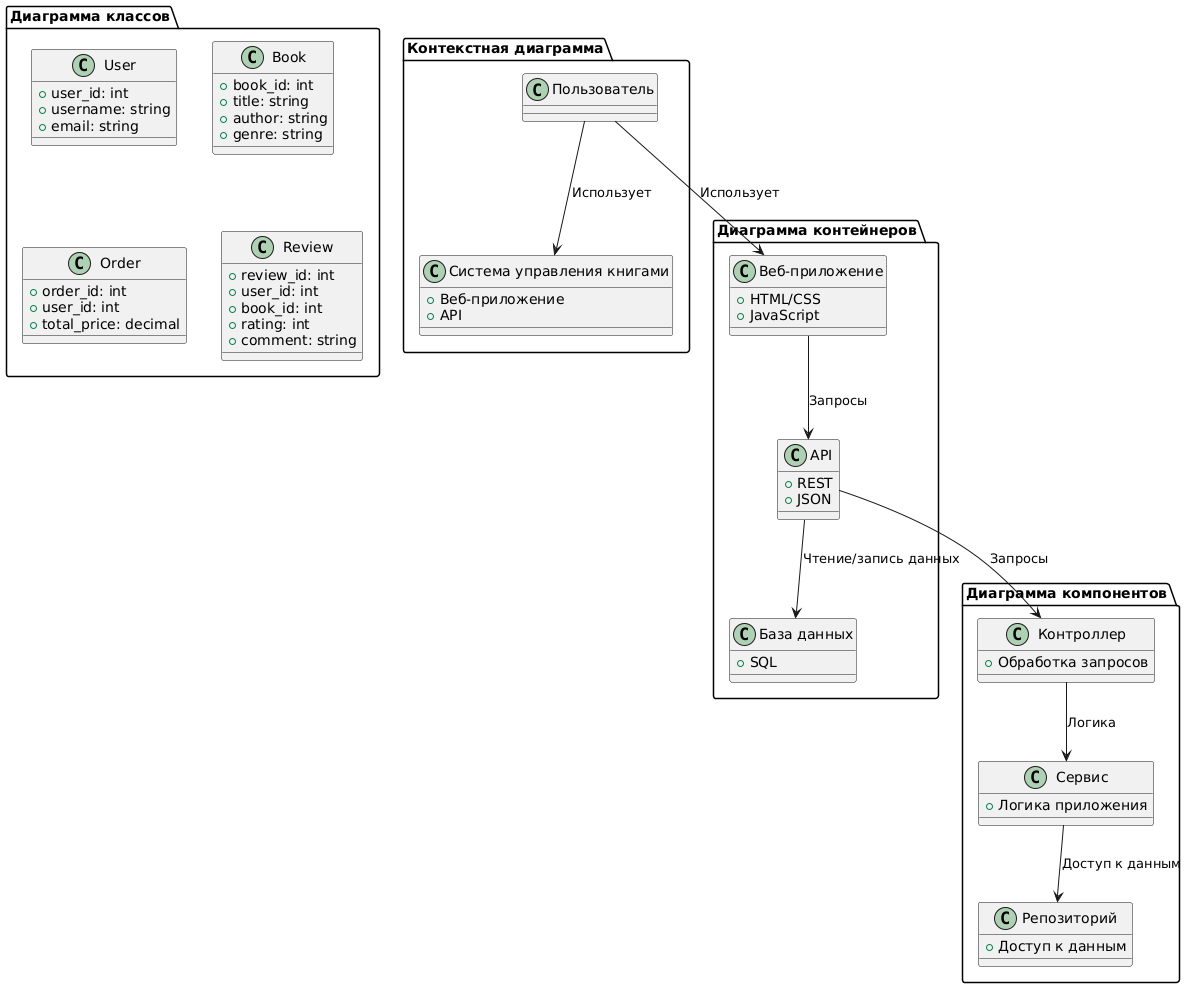 Диаграмма классов
C User
user_id: int
username: string
email: string
C Book
book_id: int
title: string
author: string
genre: string
C Order
order_id: int
user_id: int
total_price: decimal
C Review
review_id: int
user_id: int
book_id: int
rating: int
comment: string
Контекстная диаграмма
C Пользователь
Использует
Использует
C Система управления книгами
Веб-приложение
API
Диаграмма контейнеров
C Веб-приложение
HTML/CSS
JavaScript
Запросы
C API
REST
JSON
Чтение/запись данных
Запросы
C База данных
SQL
Диаграмма компонентов
C Контроллер
Обработка запросов
Логика
C Сервис
Логика приложения
Доступ к данным
C Репозиторий
Доступ к данным